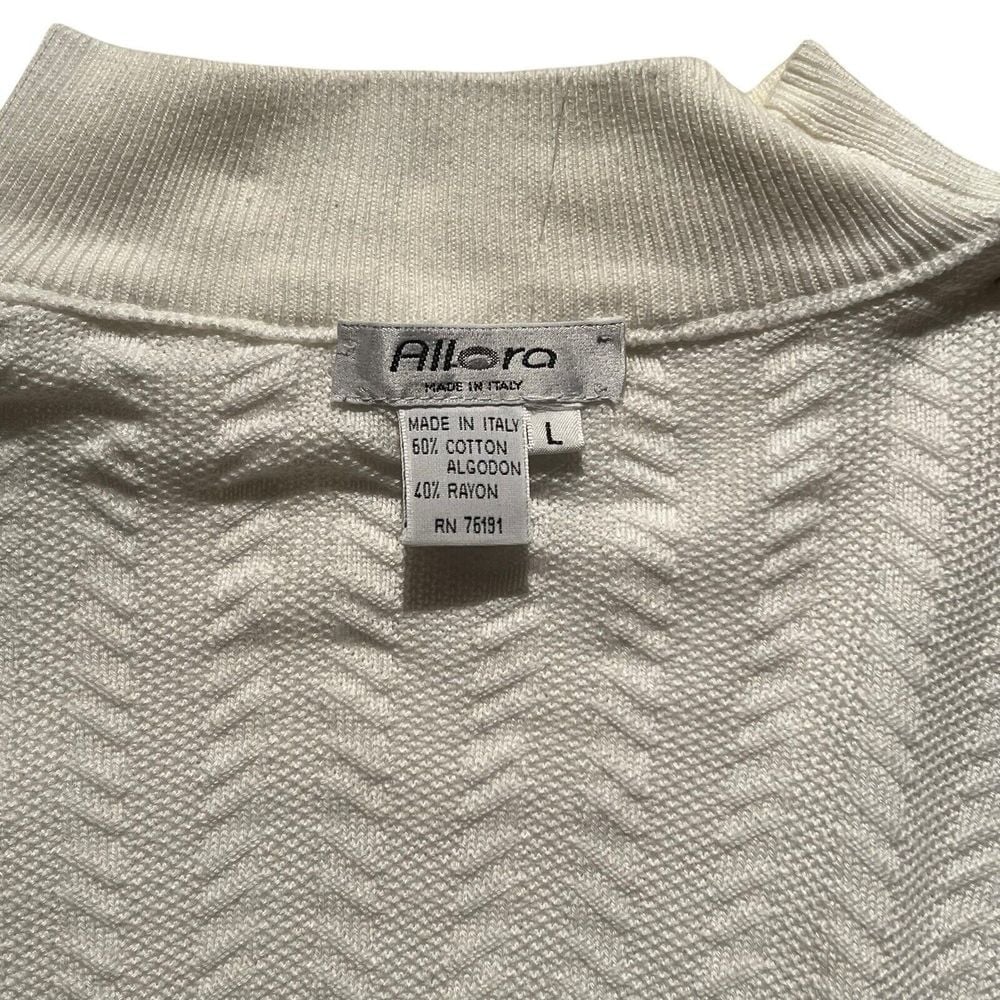 Allora
MADE IN ITALY
MADE IN ITALY
60% COTTON
ALGODON
40% RAYON
RN 76191
L